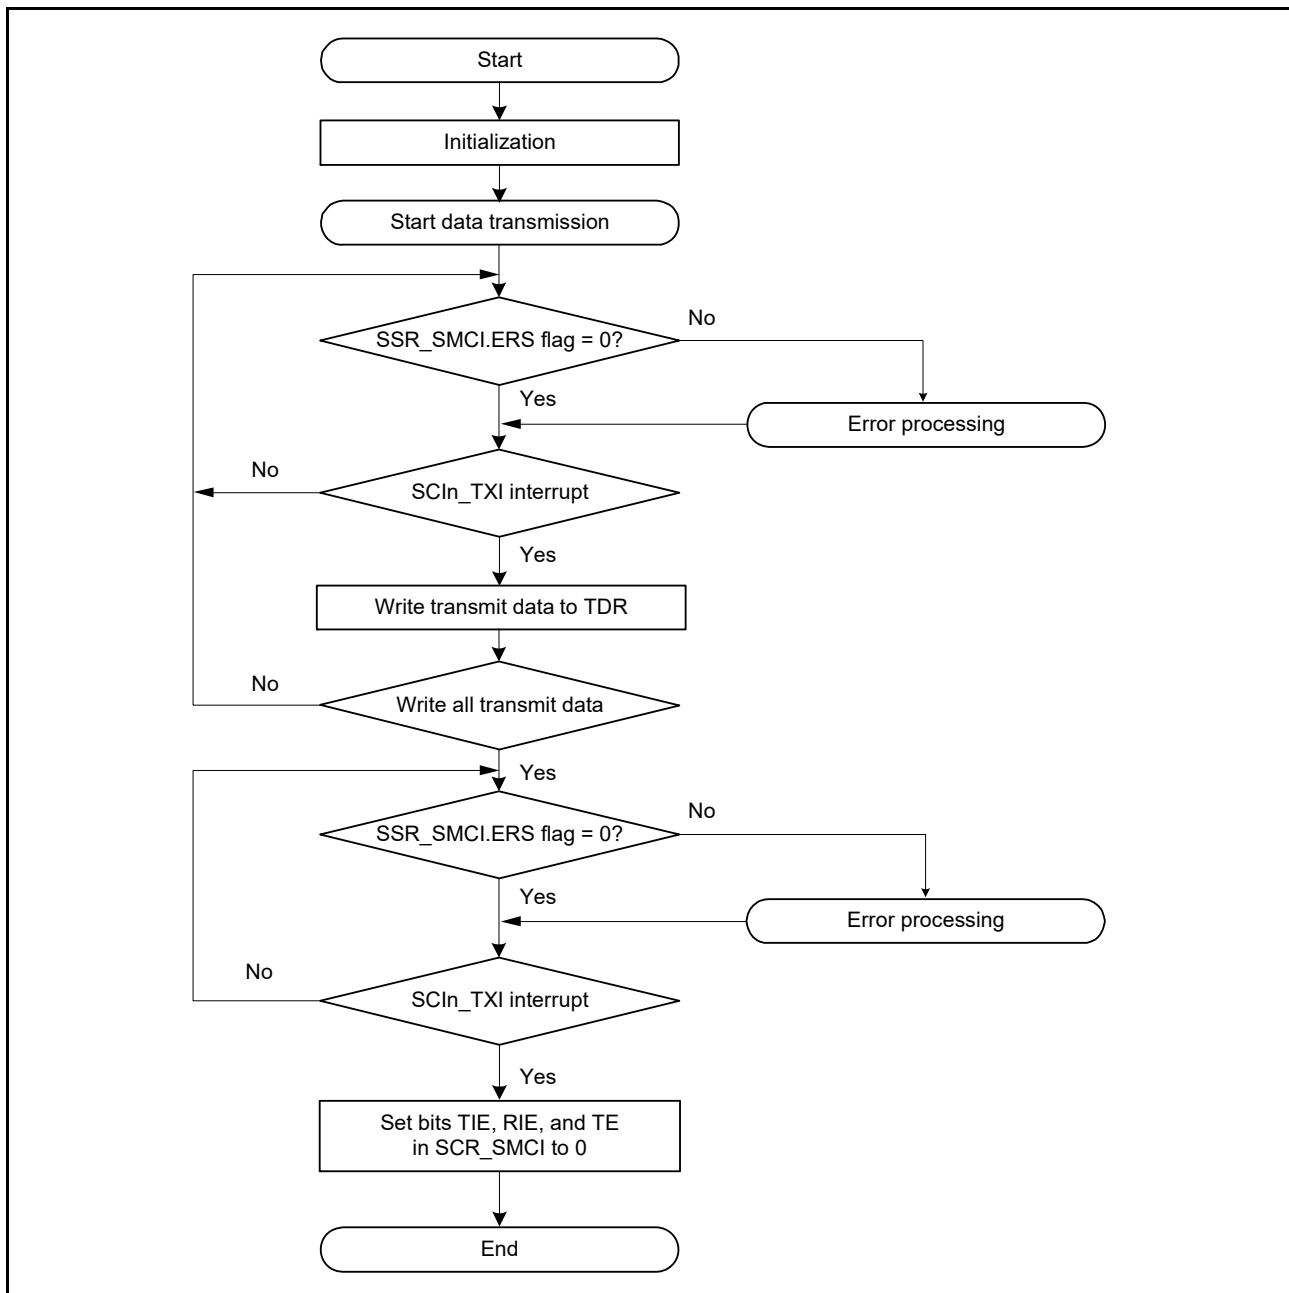 Start
Initialization
Start data transmission
SSR_SMCI.ERS flag = 0?
No
Yes
Error processing
No
SCIn_TXI interrupt
Yes
Write transmit data to TDR
No
Write all transmit data
Yes
SSR_SMCI.ERS flag = 0?
No
Yes
Error processing
No
SCIn_TXI interrupt
Yes
Set bits TIE, RIE, and TE
in SCR_SMCI to 0
End